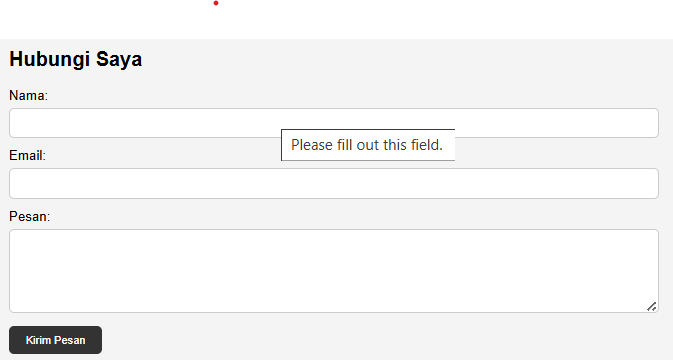 Hubungi Saya
Nama:
Please fill out this field.
Email:
Pesan:
Kirim Pesan